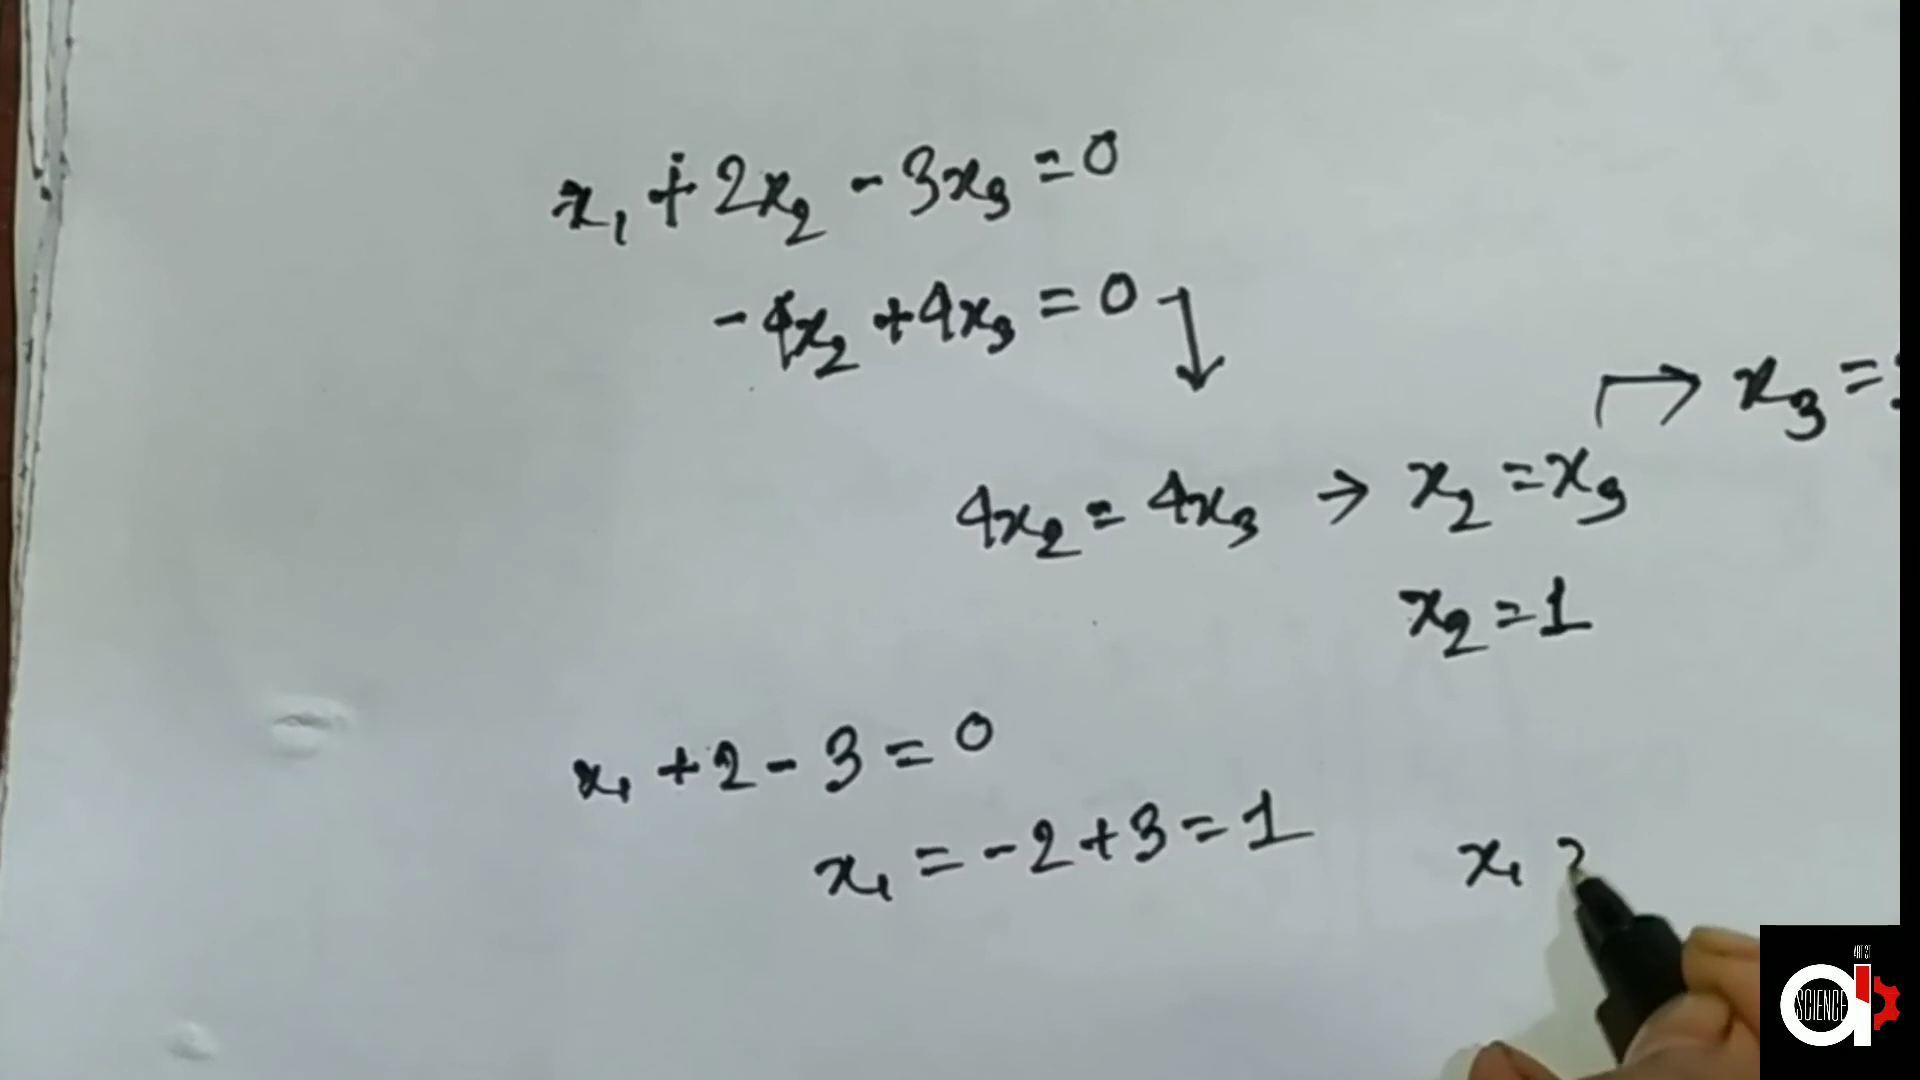 x₁ + 2x₂ - 3x₃ = 0
-4x₂ + 4x₃ = 0
x₃ =
4x₂ = 4x₃ → x₂ = x₃
x₂ = 1
x₁ + 2 - 3 = 0
x₁ = -2 + 3 = 1
x₁
SCIENCE